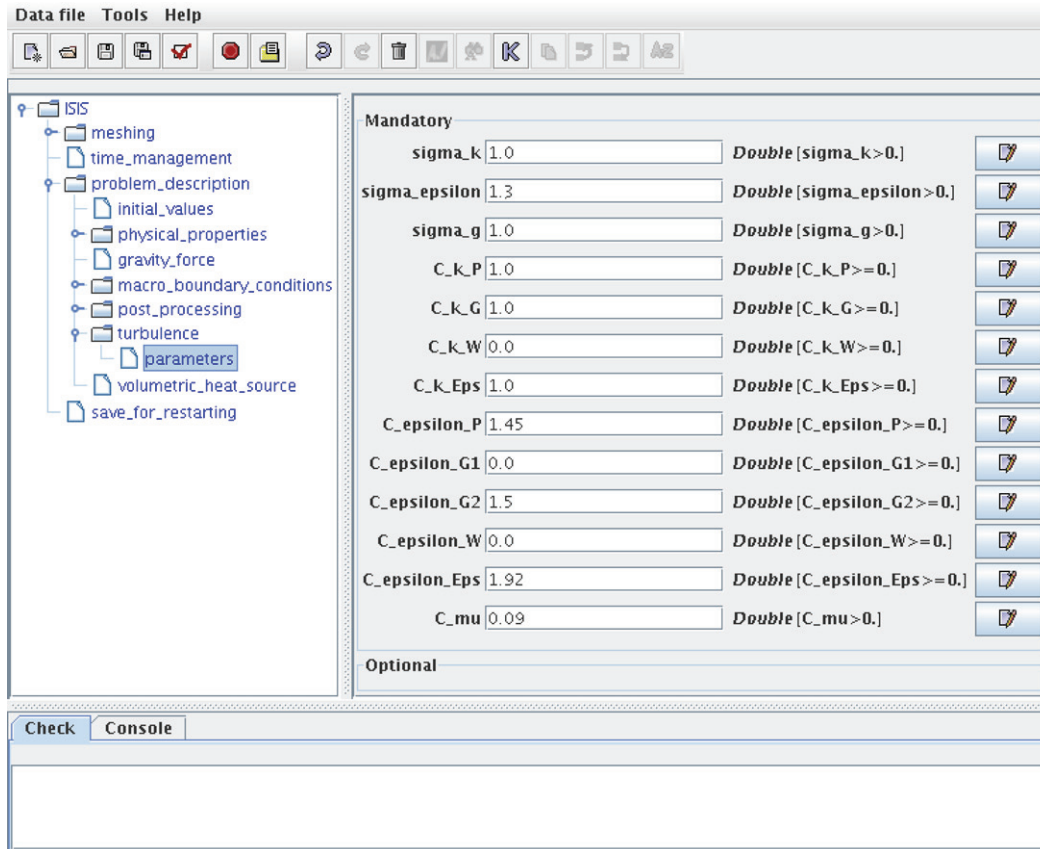 Data file Tools Help
ISIS
meshing
time_management
problem_description
initial_values
physical_properties
gravity_force
macro_boundary_conditions
post_processing
turbulence
parameters
volumetric_heat_source
save_for_restarting
Mandatory
sigma_k 1.0 Double [sigma_k>0.]
sigma_epsilon 1.3 Double [sigma_epsilon>0.]
sigma_g 1.0 Double [sigma_g>0.]
C_k_P 1.0 Double [C_k_P>=0.]
C_k_G 1.0 Double [C_k_G>=0.]
C_k_W 0.0 Double [C_k_W>=0.]
C_k_Eps 1.0 Double [C_k_Eps>=0.]
C_epsilon_P 1.45 Double [C_epsilon_P>=0.]
C_epsilon_G1 0.0 Double [C_epsilon_G1>=0.]
C_epsilon_G2 1.5 Double [C_epsilon_G2>=0.]
C_epsilon_W 0.0 Double [C_epsilon_W>=0.]
C_epsilon_Eps 1.92 Double [C_epsilon_Eps>=0.]
C_mu 0.09 Double [C_mu>0.]
Optional
Check Console